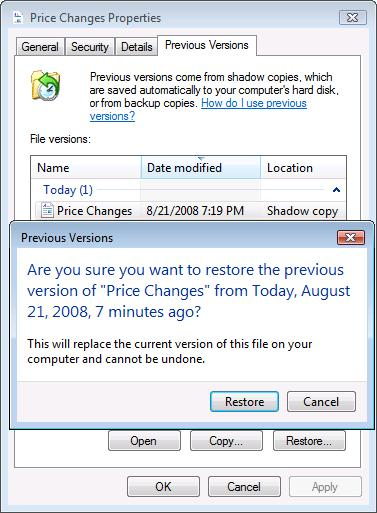 Price Changes Properties
General Security Details Previous Versions
Previous versions come from shadow copies, which
are saved automatically to your computer's hard disk,
or from backup copies. How do I use previous
versions?
File versions:
Name Date modified Location
Today (1)
Price Changes 8/21/2008 7:19 PM Shadow copy
Previous Versions
Are you sure you want to restore the previous
version of "Price Changes" from Today, August
21, 2008, 7 minutes ago?
This will replace the current version of this file on your
computer and cannot be undone.
Restore Cancel
Open Copy... Restore...
OK Cancel Apply